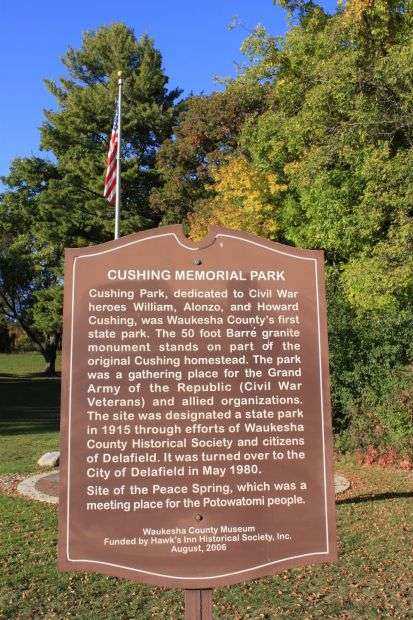 CUSHING MEMORIAL PARK
Cushing Park, dedicated to Civil War
heroes William, Alonzo, and Howard
Cushing, was Waukesha County's first
state park. The 50 foot Barré granite
monument stands on part of the
original Cushing homestead. The park
was a gathering place for the Grand
Army of the Republic (Civil War
Veterans) and allied organizations.
The site was designated a state park
in 1915 through efforts of Waukesha
County Historical Society and citizens
of Delafield. It was turned over to the
City of Delafield in May 1980.
Site of the Peace Spring, which was a
meeting place for the Potowatomi people.
Waukesha County Museum
Funded by Hawk's Inn Historical Society, Inc.
August, 2006